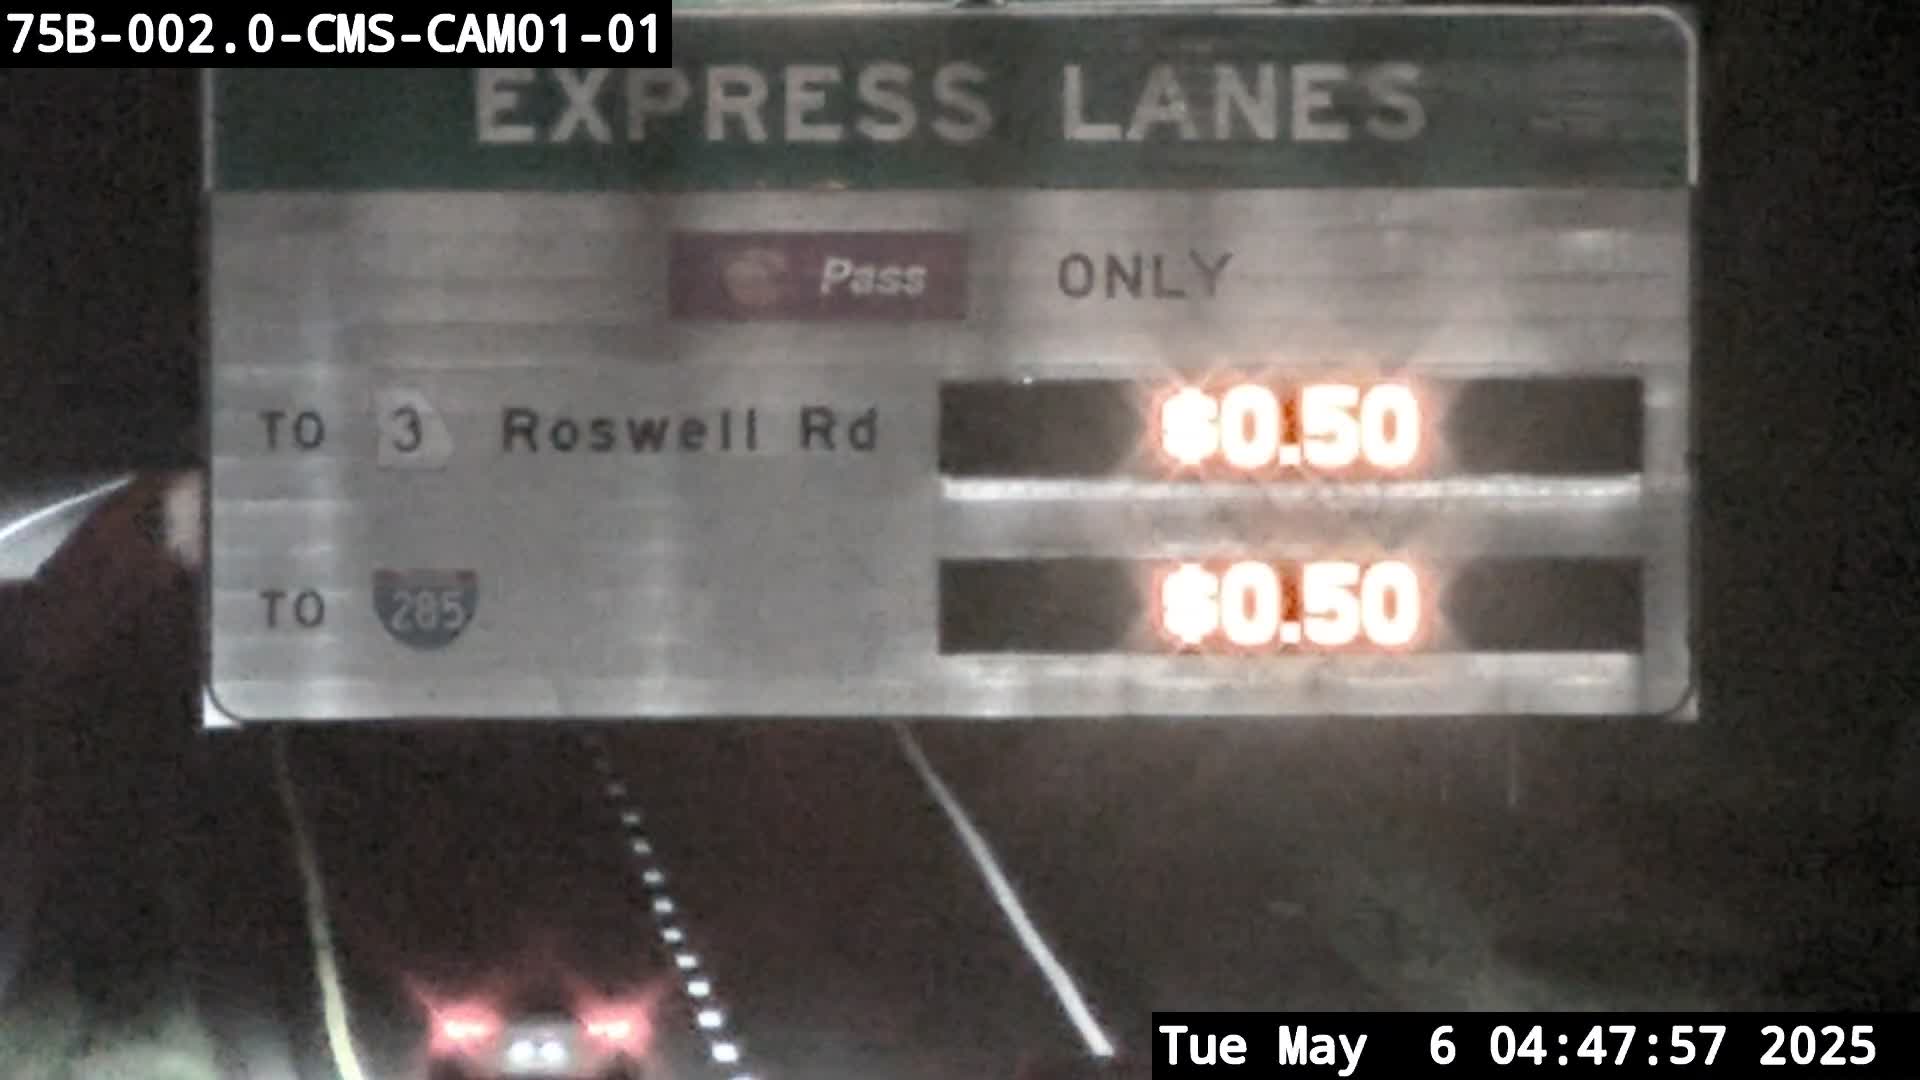 75B-002.0-CMS-CAM01-01
EXPRESS LANES
Pass ONLY
TO 3 Roswell Rd $0.50
TO 285 $0.50
Tue May 6 04:47:57 2025